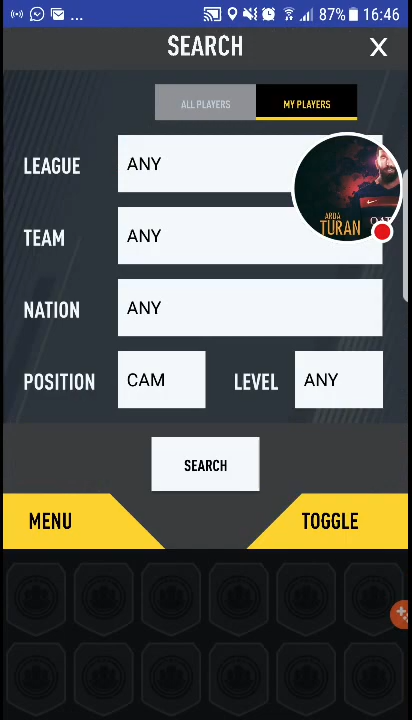 ... 87% 16:46
SEARCH X
ALL PLAYERS MY PLAYERS
LEAGUE ANY
ARDA
TURAN
TEAM ANY
NATION ANY
POSITION CAM LEVEL ANY
SEARCH
MENU TOGGLE